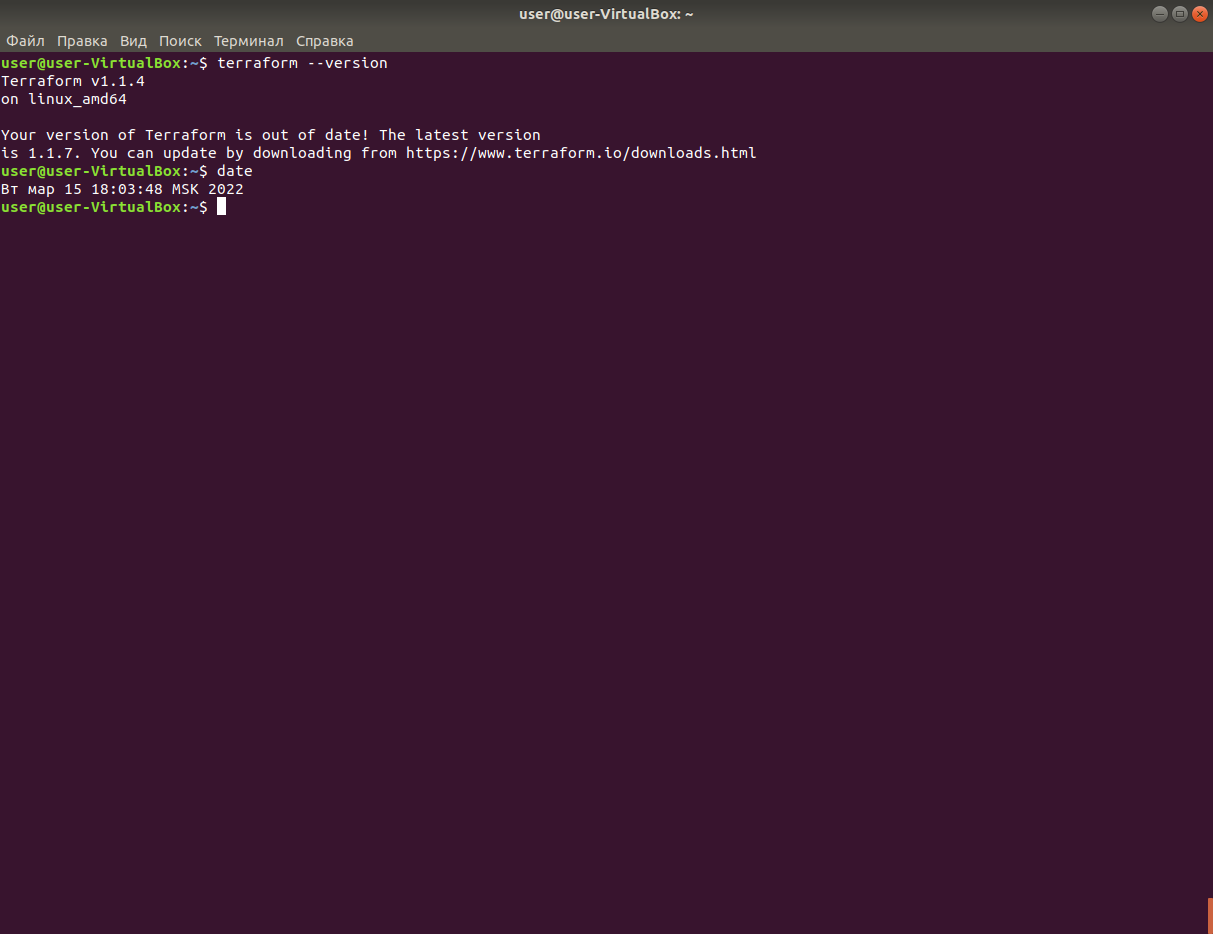 user@user-VirtualBox: ~
Файл Правка Вид Поиск Терминал Справка
user@user-VirtualBox:~$ terraform --version
Terraform v1.1.4
on linux_amd64
Your version of Terraform is out of date! The latest version
is 1.1.7. You can update by downloading from https://www.terraform.io/downloads.html
user@user-VirtualBox:~$ date
Вт мар 15 18:03:48 MSK 2022
user@user-VirtualBox:~$